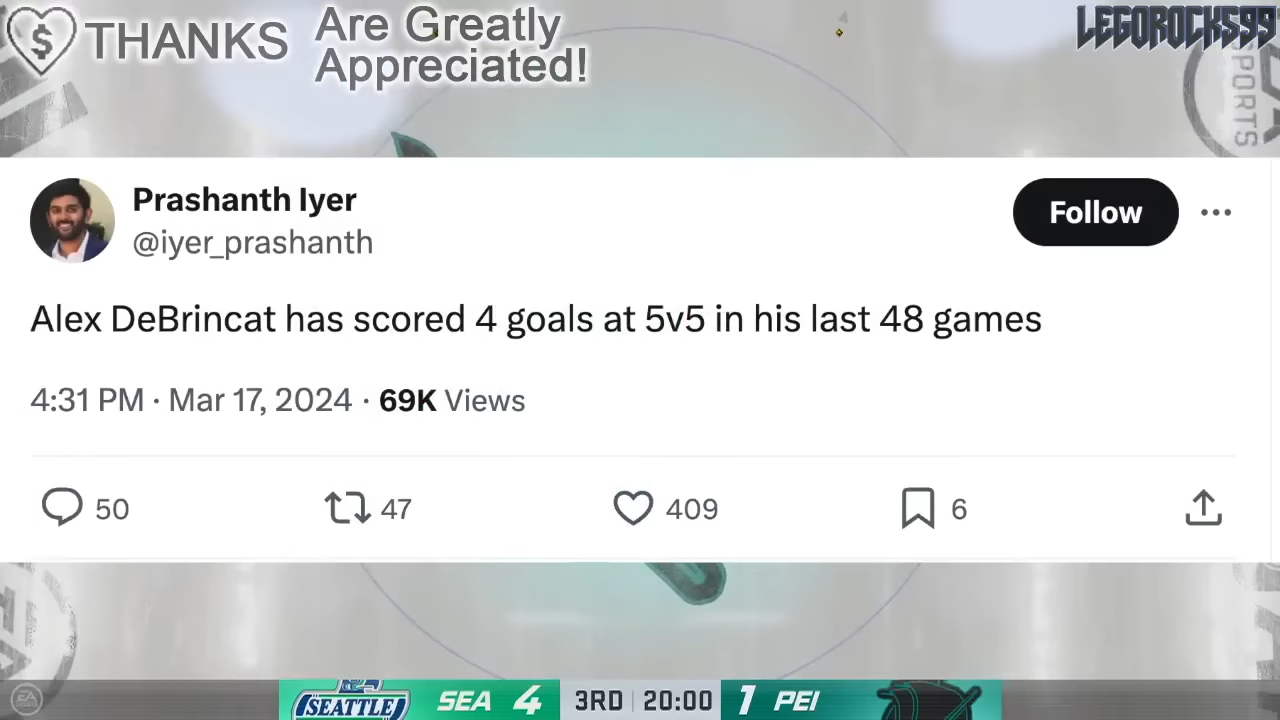 $ THANKS Are Greatly
Appreciated!
LEGOROCKS99
PORTS
Prashanth Iyer
@iyer_prashanth
Follow
Alex DeBrincat has scored 4 goals at 5v5 in his last 48 games
4:31 PM · Mar 17, 2024 · 69K Views
50 47 409 6
EA
SEATTLE SEA 4 3RD 20:00 1 PEI